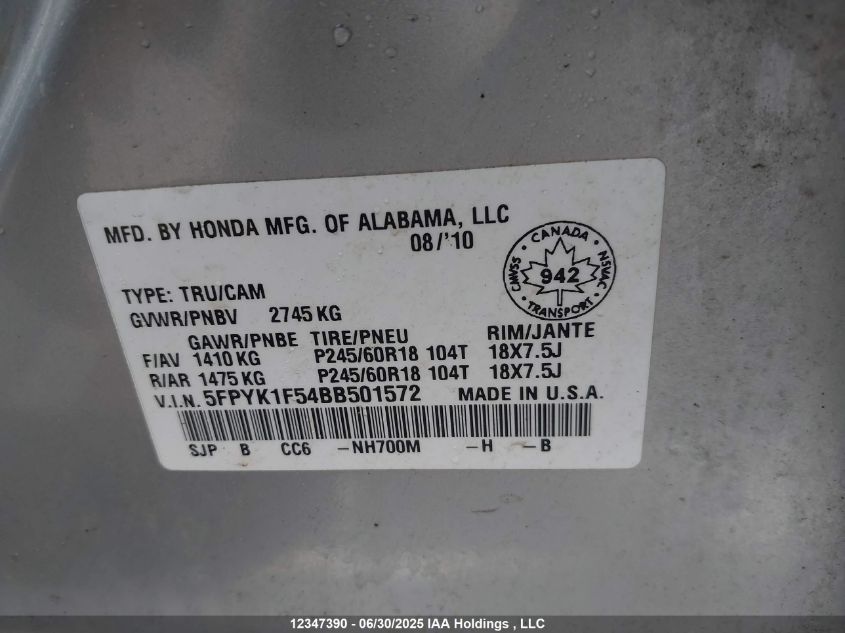 MFD. BY HONDA MFG. OF ALABAMA, LLC
08/'10
CANADA
CMVSS
942
NSVAC
TRANSPORT
TYPE: TRU/CAM
GVWR/PNBV 2745 KG
GAWR/PNBE TIRE/PNEU RIM/JANTE
F/AV 1410 KG P245/60R18 104T 18X7.5J
R/AR 1475 KG P245/60R18 104T 18X7.5J
V.I.N. 5FPYK1F54BB501572 MADE IN U.S.A.
SJP B CC6 -NH700M -H -B
12347390 - 06/30/2025 IAA Holdings , LLC